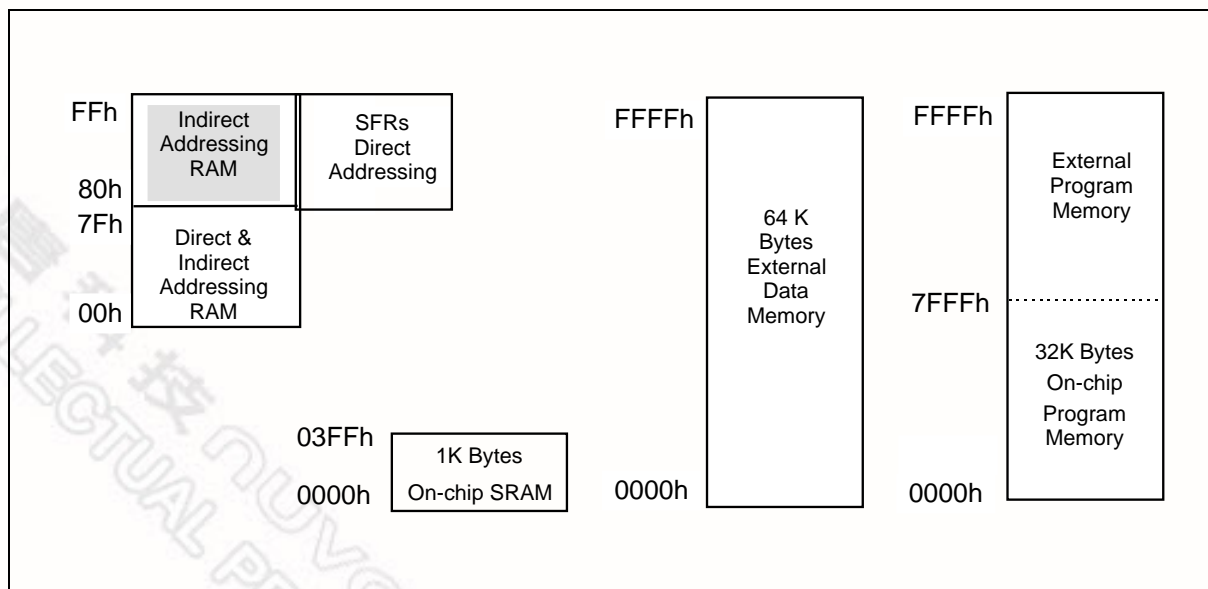 FFh
80h
7Fh
00h
Indirect
Addressing
RAM
SFRs
Direct
Addressing
Direct &
Indirect
Addressing
RAM
03FFh
0000h
1K Bytes
On-chip SRAM
FFFFh
0000h
64 K
Bytes
External
Data
Memory
FFFFh
7FFFh
0000h
External
Program
Memory
32K Bytes
On-chip
Program
Memory